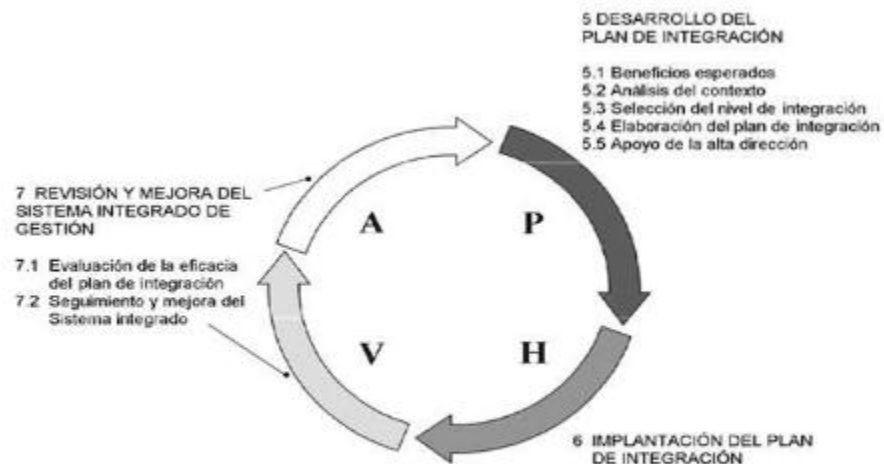 5 DESARROLLO DEL
PLAN DE INTEGRACIÓN
5.1 Beneficios esperados
5.2 Análisis del contexto
5.3 Selección del nivel de integración
5.4 Elaboración del plan de integración
5.5 Apoyo de la alta dirección
7 REVISIÓN Y MEJORA DEL
SISTEMA INTEGRADO DE
GESTIÓN
7.1 Evaluación de la eficacia
del plan de integración
7.2 Seguimiento y mejora del
Sistema integrado
A
P
V
H
6 IMPLANTACIÓN DEL PLAN
DE INTEGRACIÓN